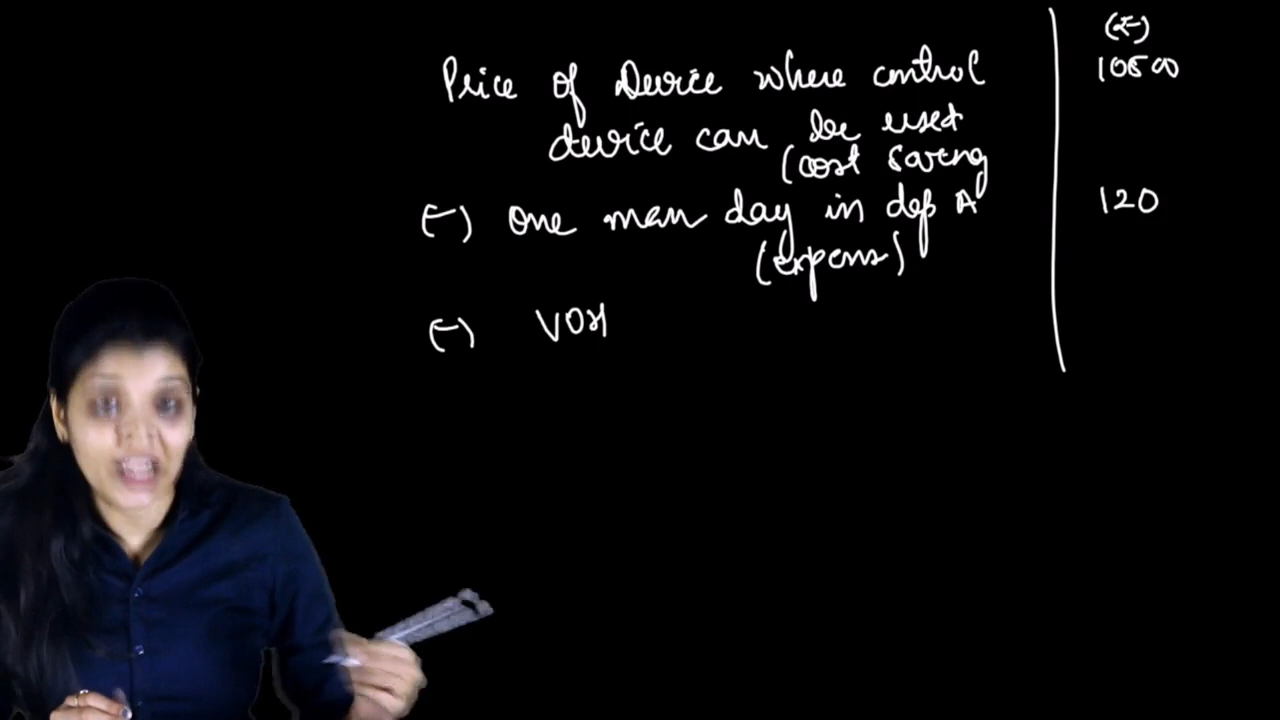 (₹)
Price of Device where control 10500
device can be used
(cost saving
(-) one man day in dep A 120
(expense)
(-) VOH